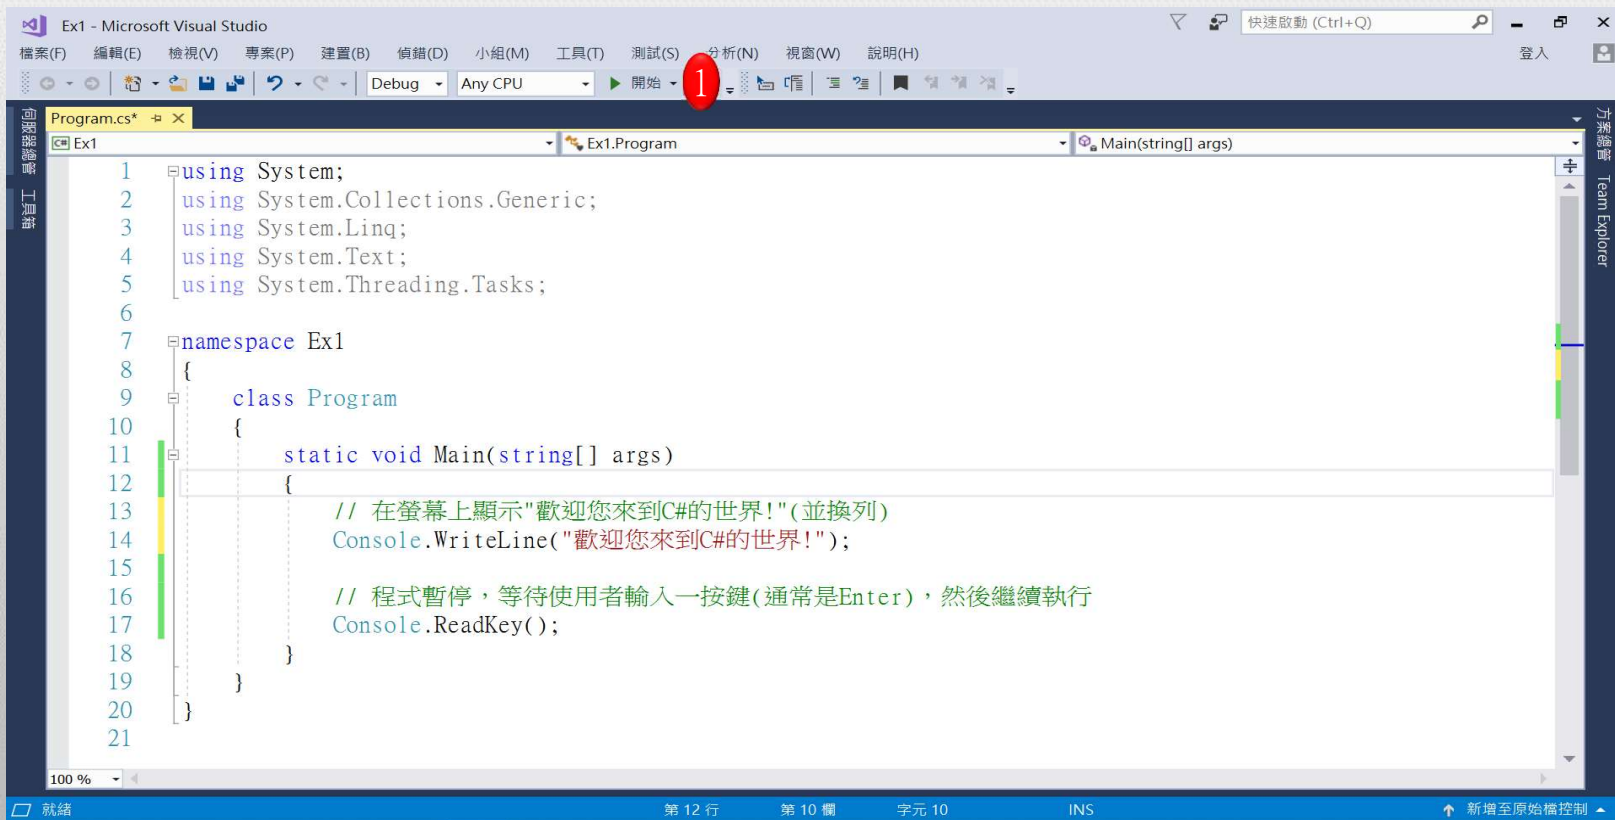 Ex1 - Microsoft Visual Studio
快速啟動 (Ctrl+Q)
檔案(F) 編輯(E) 檢視(V) 專案(P) 建置(B) 偵錯(D) 小組(M) 工具(T) 測試(S) 分析(N) 視窗(W) 說明(H) 登入
Debug Any CPU 開始 1
伺服器總管 工具箱
Program.cs*
C# Ex1 Ex1.Program Main(string[] args)
1 using System;
2 using System.Collections.Generic;
3 using System.Linq;
4 using System.Text;
5 using System.Threading.Tasks;
6
7 namespace Ex1
8 {
9 class Program
10 {
11 static void Main(string[] args)
12 {
13 // 在螢幕上顯示"歡迎您來到C#的世界!"(並換列)
14 Console.WriteLine("歡迎您來到C#的世界!");
15
16 // 程式暫停，等待使用者輸入一按鍵(通常是Enter)，然後繼續執行
17 Console.ReadKey();
18 }
19 }
20 }
21
方案總管 Team Explorer
100 %
就緒 第 12 行 第 10 欄 字元 10 INS 新增至原始檔控制